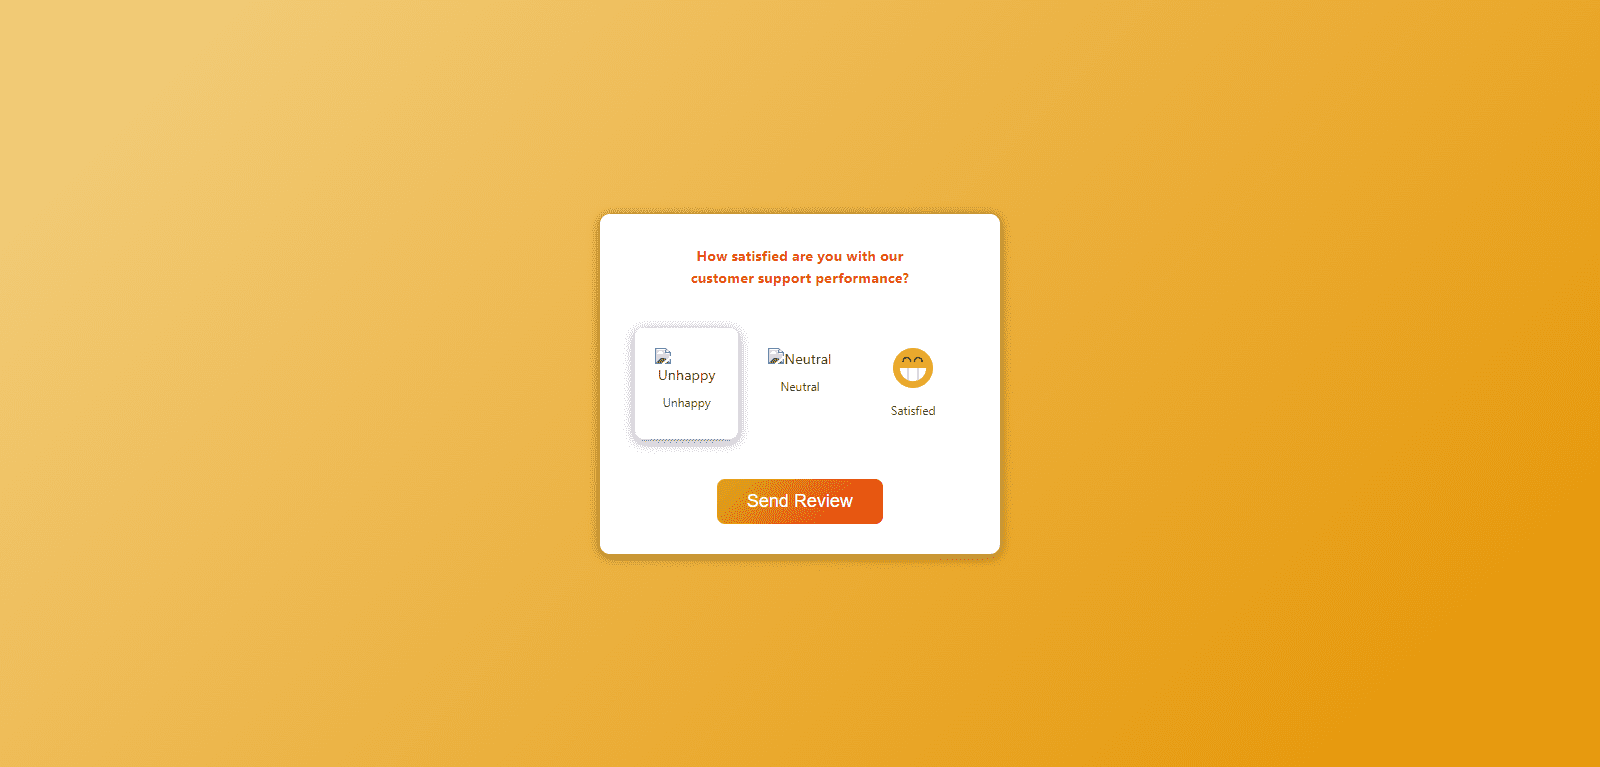 How satisfied are you with our
customer support performance?
Unhappy
Unhappy
Neutral
Neutral
Satisfied
Send Review